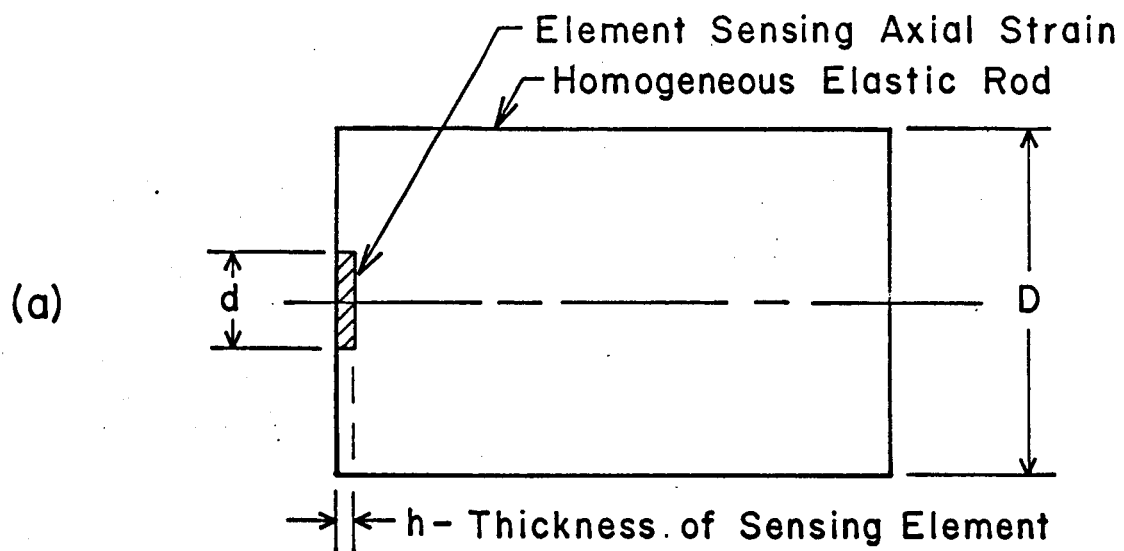 Element Sensing Axial Strain
Homogeneous Elastic Rod
(a)
d
D
h - Thickness of Sensing Element